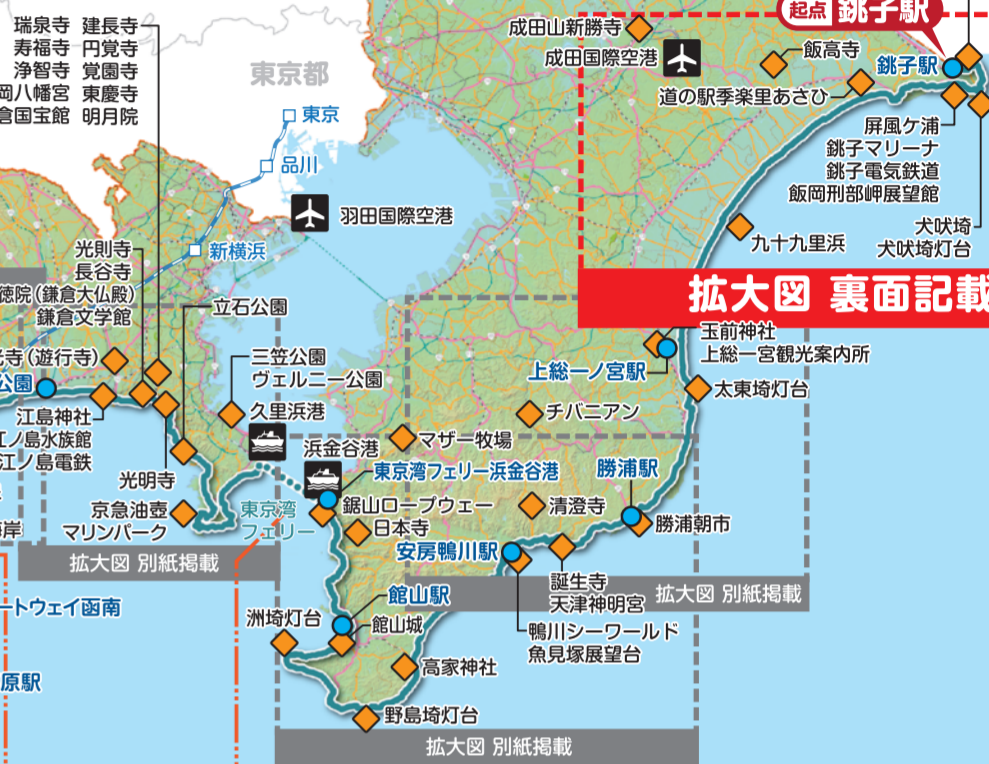 瑞泉寺 建長寺
寿福寺 円覚寺
浄智寺 覚園寺
岡八幡宮 東慶寺
倉国宝館 明月院
東京都
東京
品川
新横浜
羽田国際空港
成田山新勝寺
成田国際空港
飯高寺
道の駅季楽里あさひ
起点 銚子駅
銚子駅
屏風ケ浦
銚子マリーナ
銚子電気鉄道
飯岡刑部岬展望館
犬吠埼
犬吠埼灯台
九十九里浜
拡大図 裏面記載
光則寺
長谷寺
徳院(鎌倉大仏殿)
鎌倉文学館
立石公園
寺(遊行寺)
公園
三笠公園
ヴェルニー公園
久里浜港
江島神社
江ノ島水族館
江ノ島電鉄
光明寺
京急油壺
マリンパーク
海岸
東京湾
フェリー
浜金谷港
東京湾フェリー浜金谷港
マザー牧場
チバニアン
玉前神社
上総一宮観光案内所
上総一ノ宮駅
太東埼灯台
勝浦駅
勝浦朝市
清澄寺
鋸山ロープウェー
日本寺
安房鴨川駅
誕生寺
天津神明宮
鴨川シーワールド
魚見塚展望台
拡大図 別紙掲載
拡大図 別紙掲載
ートウェイ函南
原駅
館山駅
館山城
洲埼灯台
高家神社
野島埼灯台
拡大図 別紙掲載